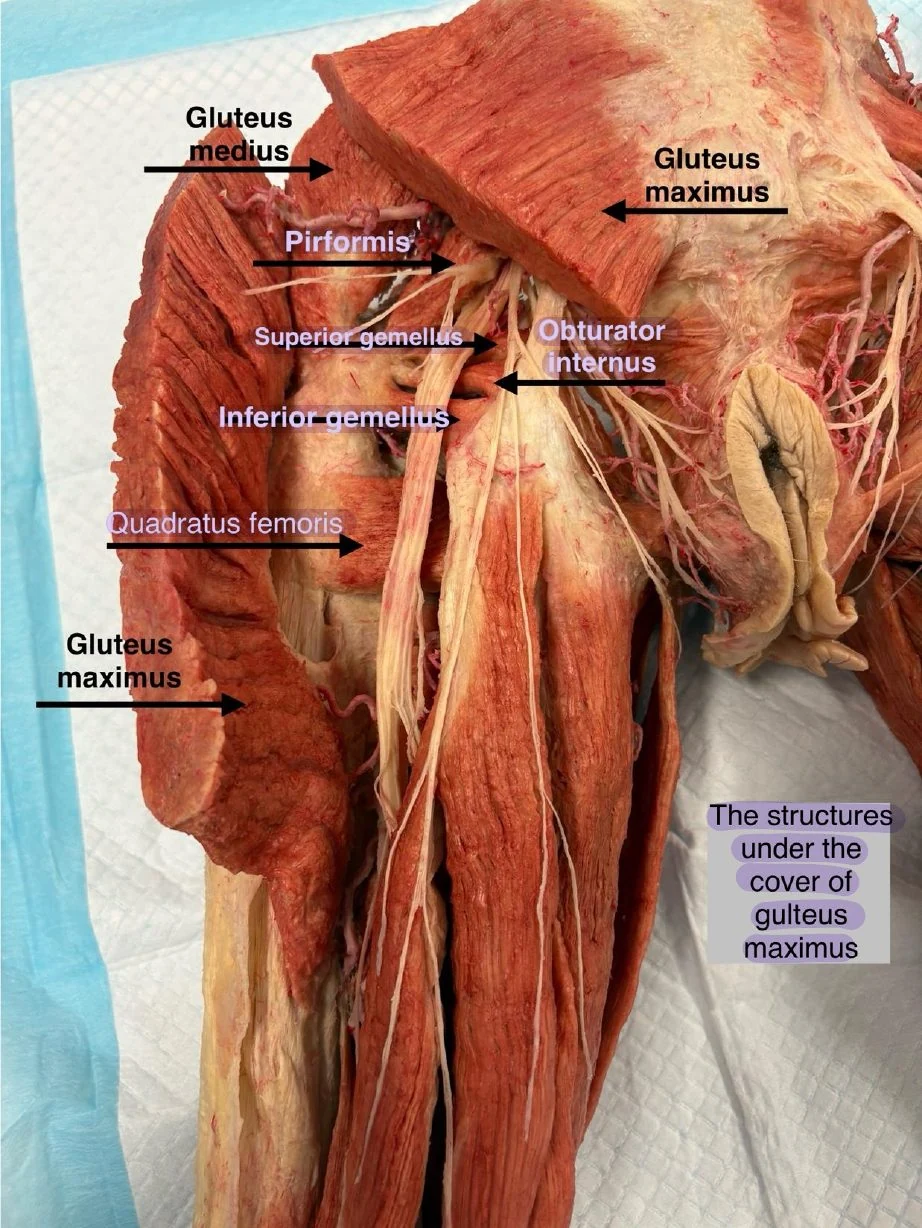 Gluteus
medius
Gluteus
maximus
Pirformis
Superior gemellus
Obturator
internus
Inferior gemellus
Quadratus femoris
Gluteus
maximus
The structures
under the
cover of
gulteus
maximus